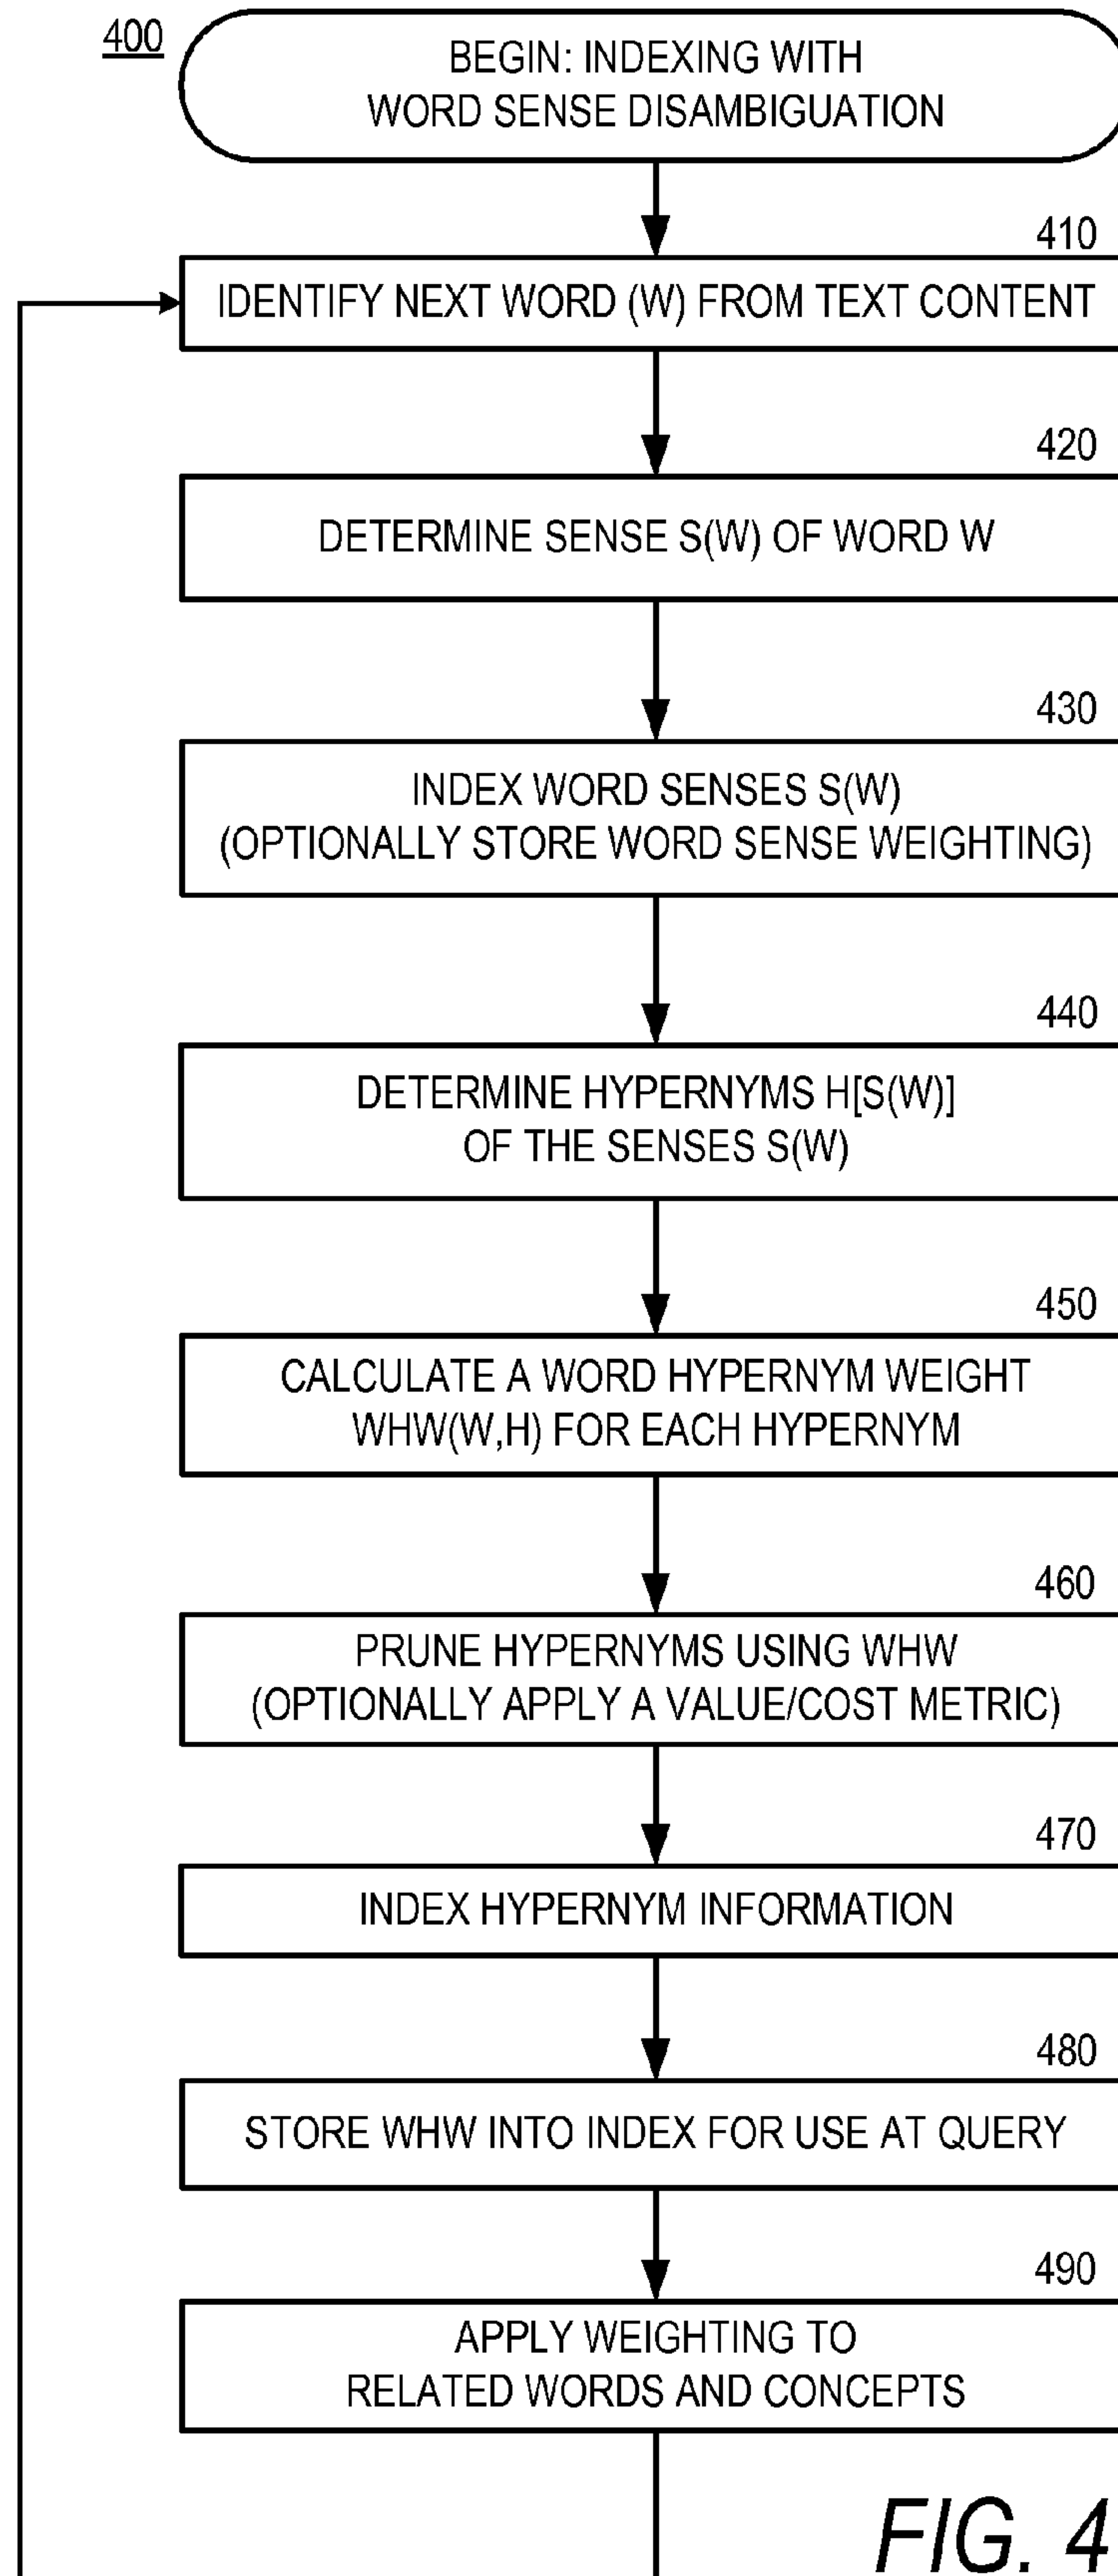 400
BEGIN: INDEXING WITH
WORD SENSE DISAMBIGUATION
410
IDENTIFY NEXT WORD (W) FROM TEXT CONTENT
420
DETERMINE SENSE S(W) OF WORD W
430
INDEX WORD SENSES S(W)
(OPTIONALLY STORE WORD SENSE WEIGHTING)
440
DETERMINE HYPERNYMS H[S(W)]
OF THE SENSES S(W)
450
CALCULATE A WORD HYPERNYM WEIGHT
WHW(W,H) FOR EACH HYPERNYM
460
PRUNE HYPERNYMS USING WHW
(OPTIONALLY APPLY A VALUE/COST METRIC)
470
INDEX HYPERNYM INFORMATION
480
STORE WHW INTO INDEX FOR USE AT QUERY
490
APPLY WEIGHTING TO
RELATED WORDS AND CONCEPTS
FIG. 4